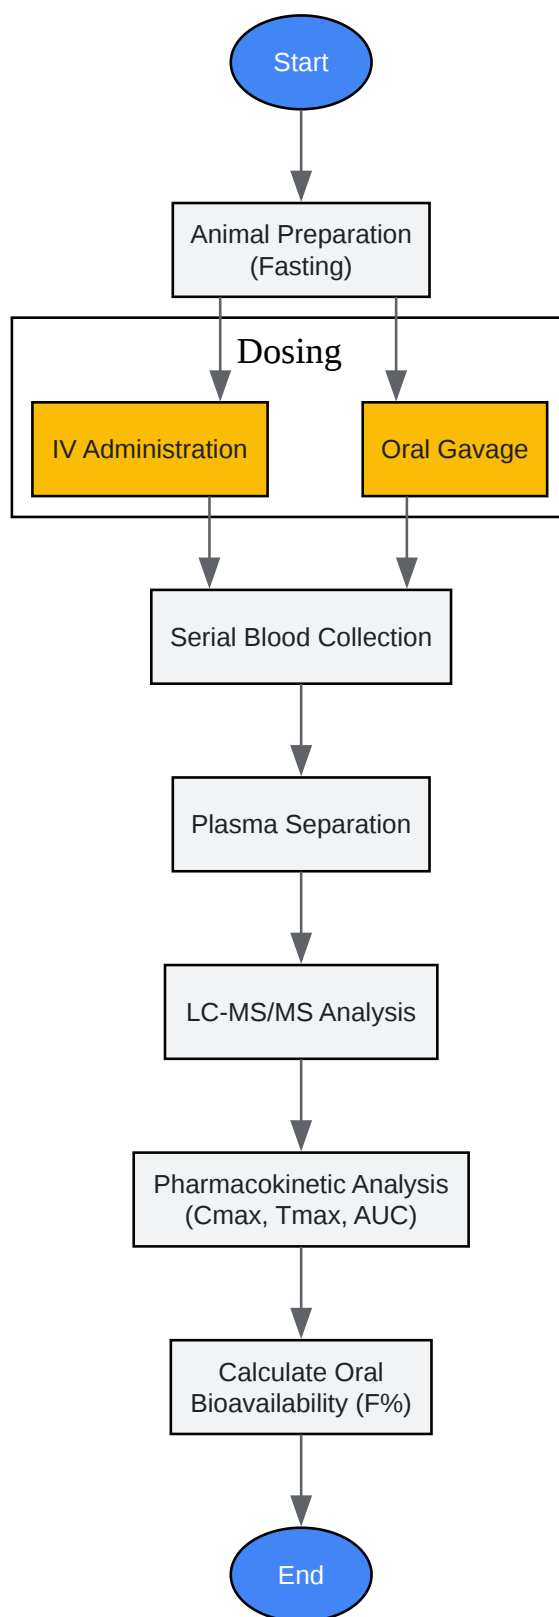 Start
Animal Preparation
(Fasting)
Dosing
IV Administration
Oral Gavage
Serial Blood Collection
Plasma Separation
LC-MS/MS Analysis
Pharmacokinetic Analysis
(Cmax, Tmax, AUC)
Calculate Oral
Bioavailability (F%)
End